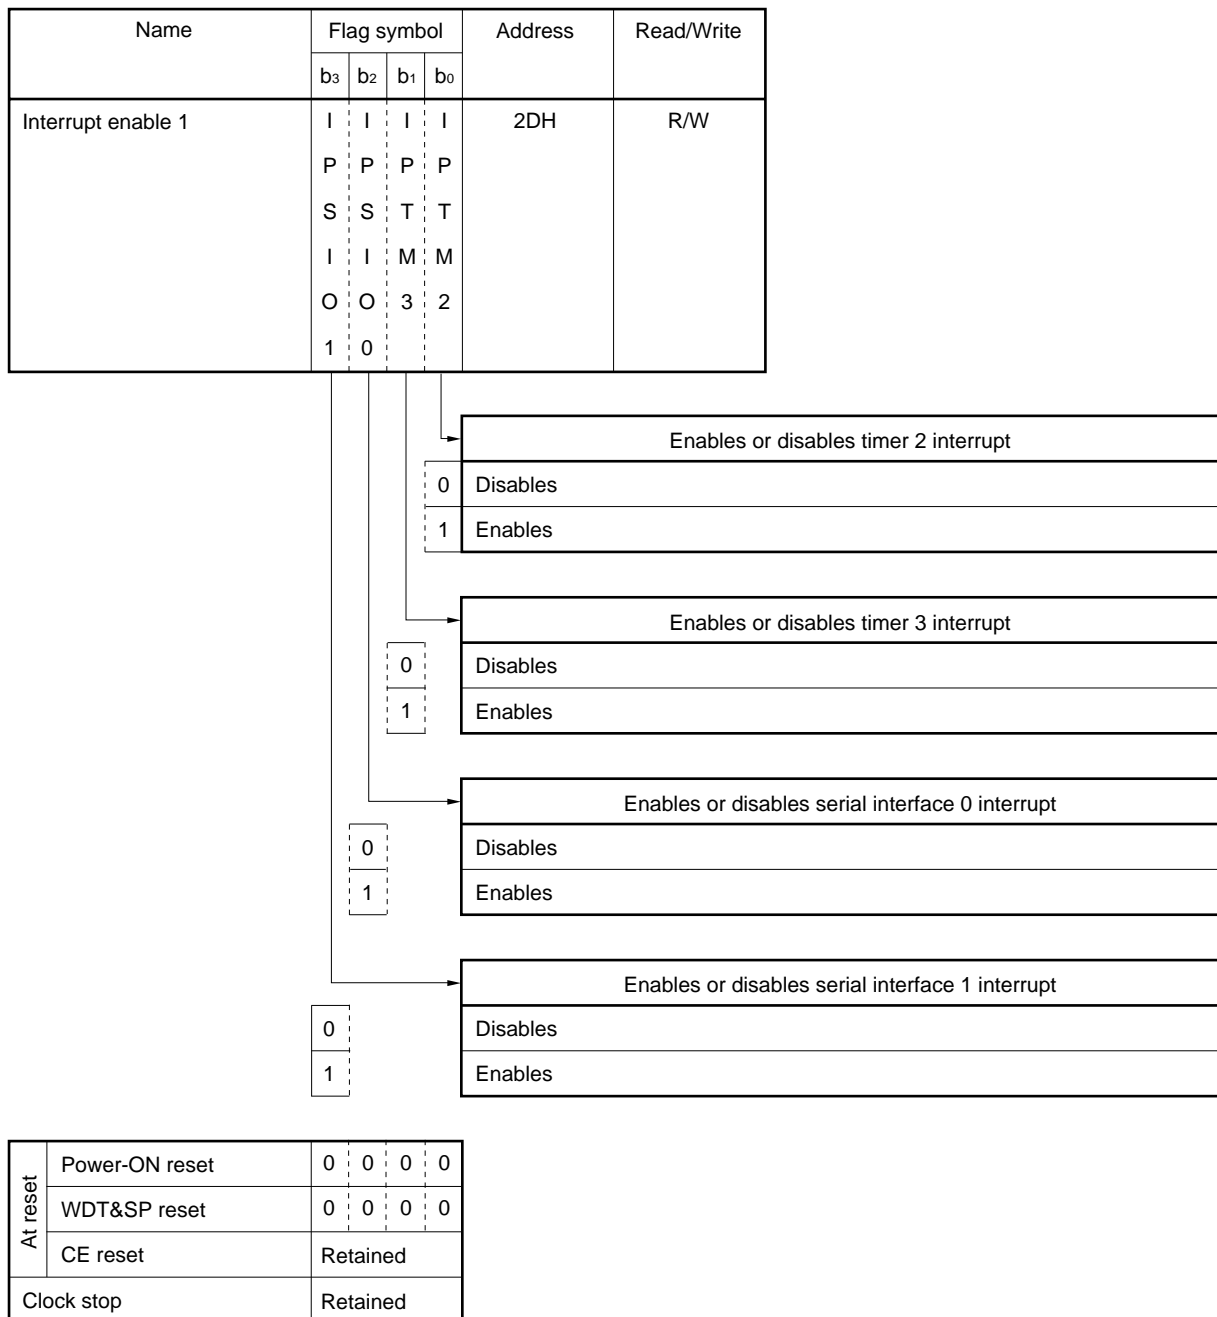 Name Flag symbol Address Read/Write
b3 b2 b1 b0
Interrupt enable 1 I I I I 2DH R/W
P P P P
S S T T
I I M M
O O 3 2
1 0
Enables or disables timer 2 interrupt
0 Disables
1 Enables
Enables or disables timer 3 interrupt
0 Disables
1 Enables
Enables or disables serial interface 0 interrupt
0 Disables
1 Enables
Enables or disables serial interface 1 interrupt
0 Disables
1 Enables
At reset
Power-ON reset 0 0 0 0
WDT&SP reset 0 0 0 0
CE reset Retained
Clock stop Retained